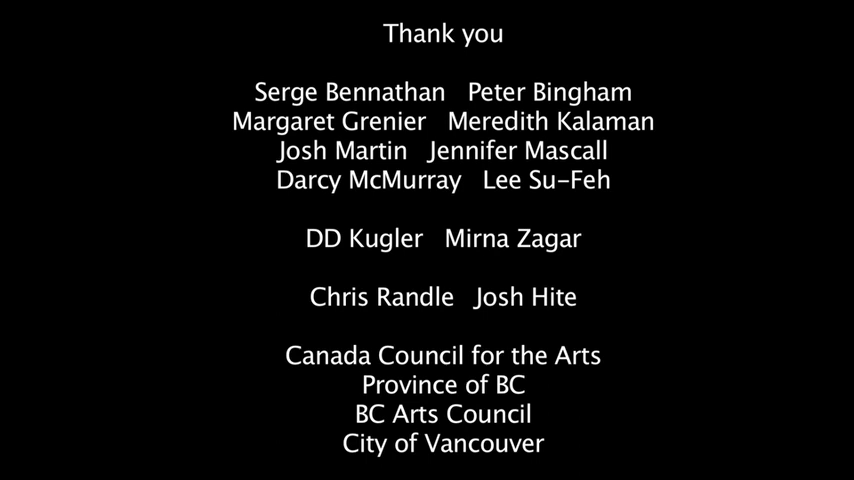 Thank you
Serge Bennathan Peter Bingham
Margaret Grenier Meredith Kalaman
Josh Martin Jennifer Mascall
Darcy McMurray Lee Su-Feh
DD Kugler Mirna Zagar
Chris Randle Josh Hite
Canada Council for the Arts
Province of BC
BC Arts Council
City of Vancouver